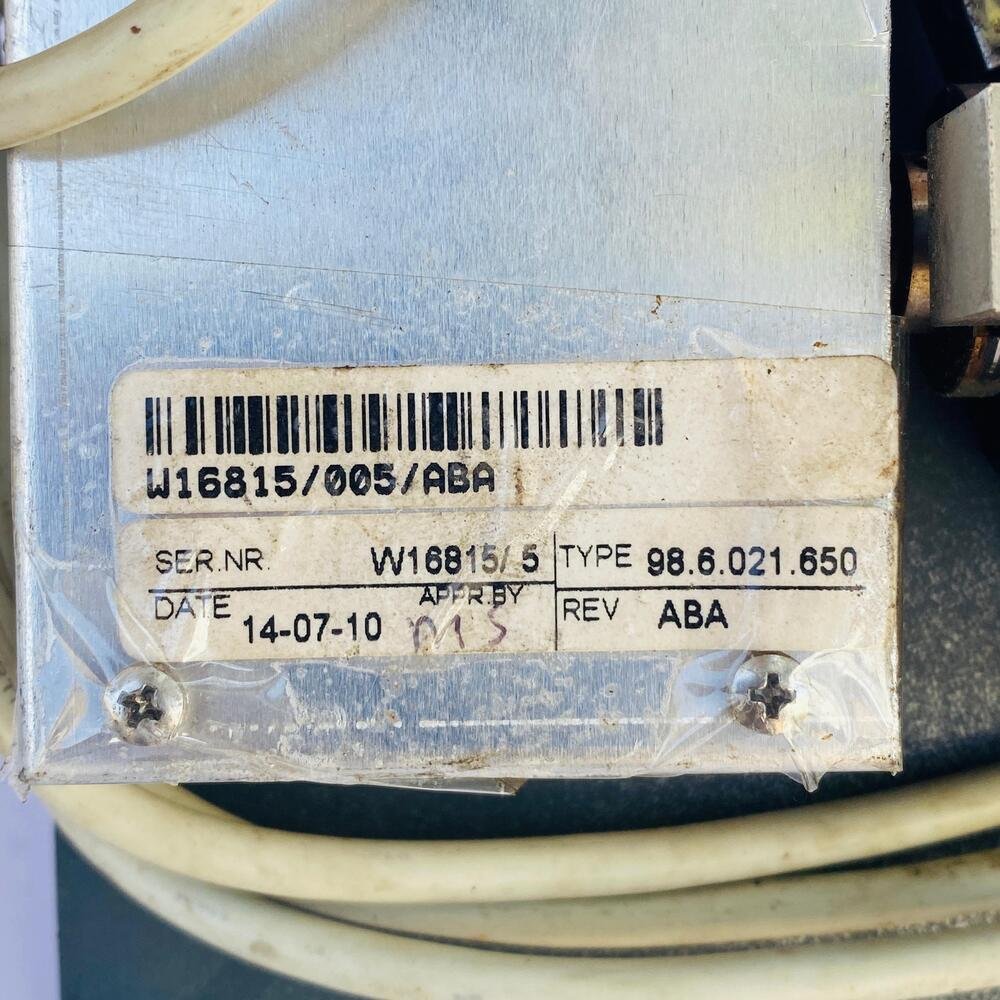 W16815/005/ABA
SER.NR. W16815/ 5 TYPE 98.6.021.650
DATE 14-07-10 APPR.BY MS REV ABA